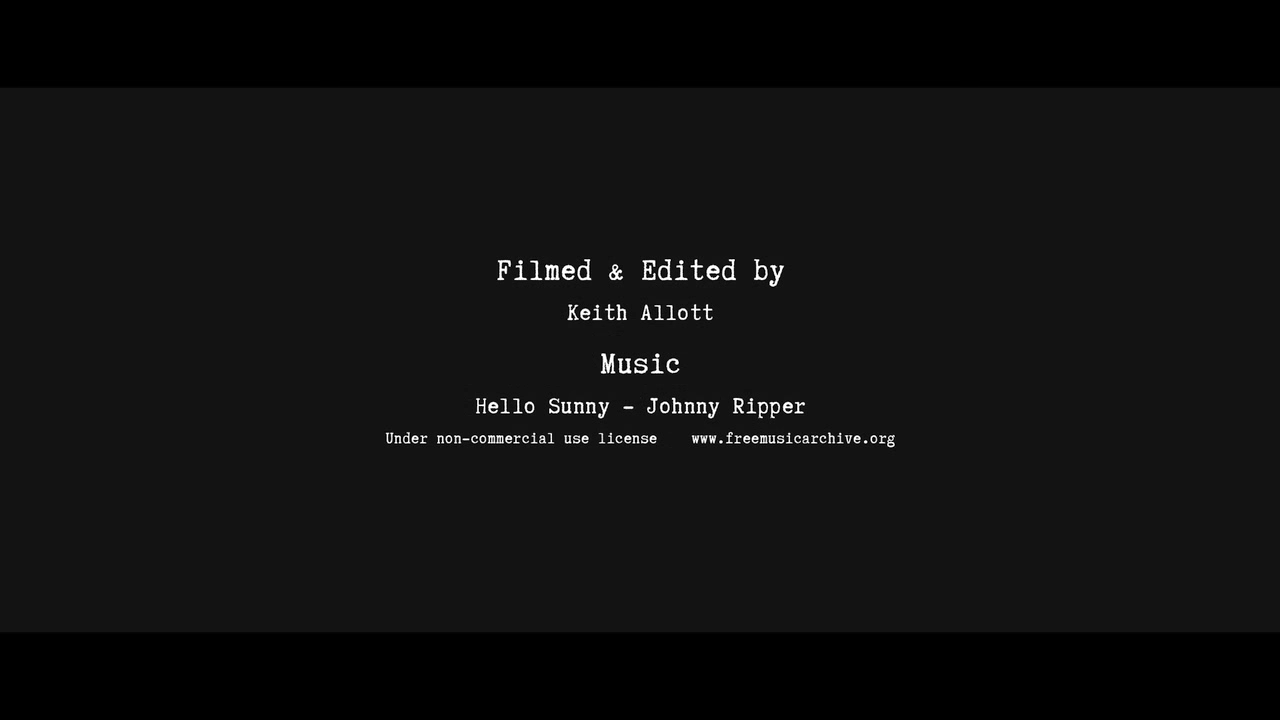 Filmed & Edited by
Keith Allott
Music
Hello Sunny - Johnny Ripper
Under non-commercial use license www.freemusicarchive.org